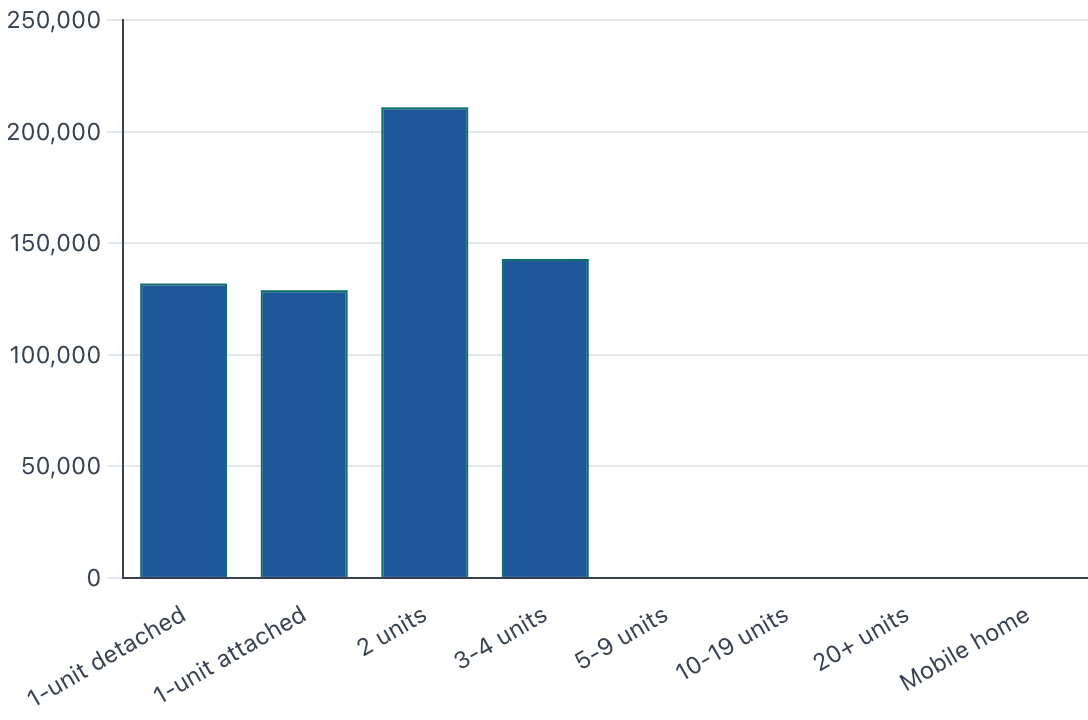 250,000
200,000
150,000
100,000
50,000
0
1-unit detached
1-unit attached
2 units
3-4 units
5-9 units
10-19 units
20+ units
Mobile home